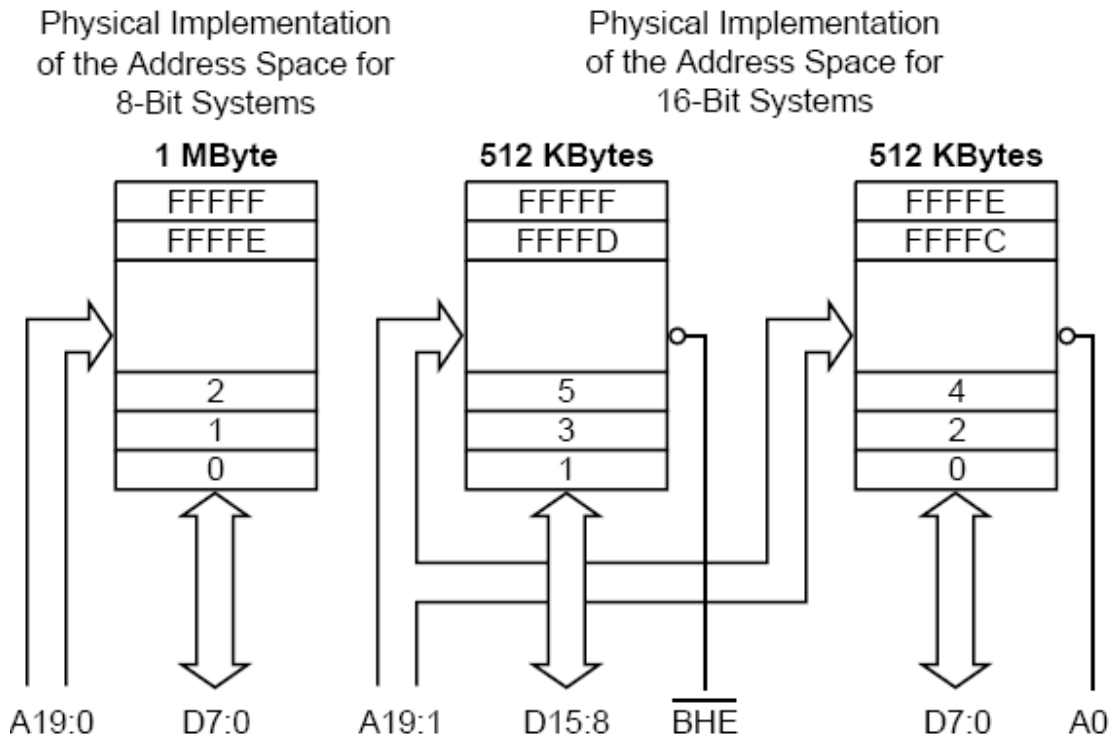 Physical Implementation
of the Address Space for
8-Bit Systems
Physical Implementation
of the Address Space for
16-Bit Systems
1 MByte
FFFFF
FFFFE
2
1
0
512 KBytes
FFFFF
FFFFD
5
3
1
512 KBytes
FFFFE
FFFFC
4
2
0
A19:0 D7:0 A19:1 D15:8 BHE D7:0 A0